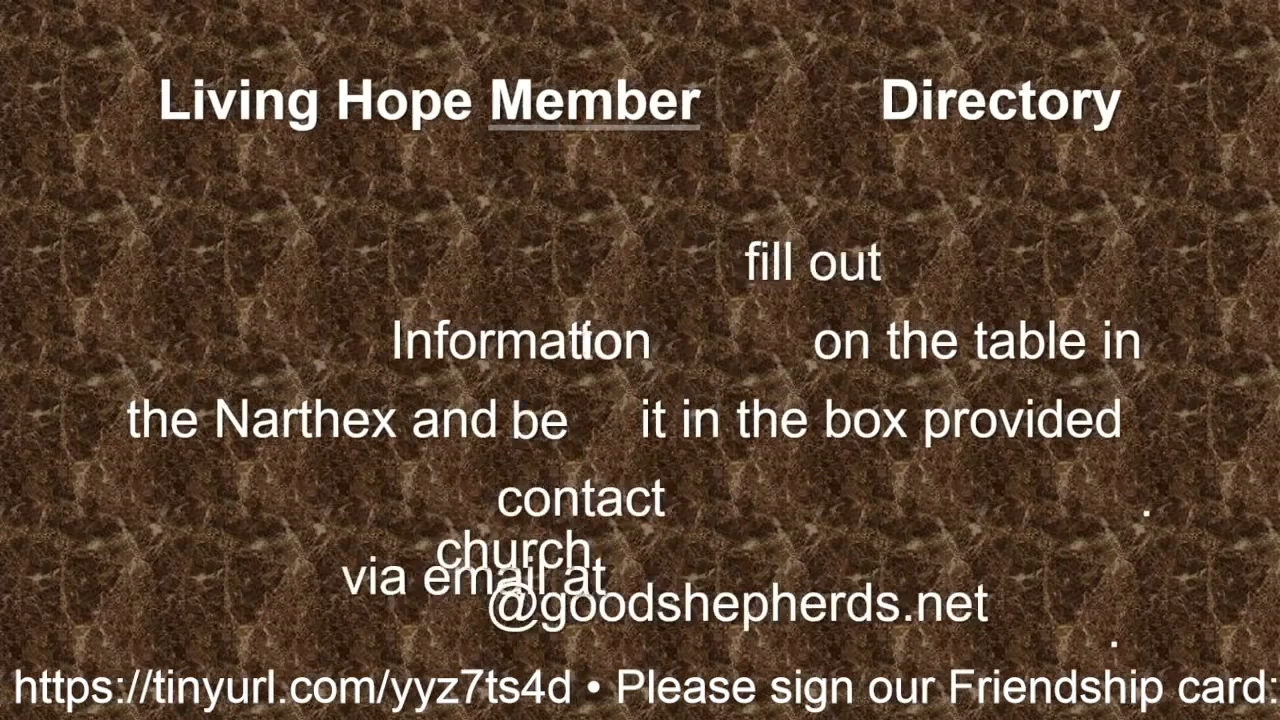 Living Hope Member Directory
fill out
Information on the table in
the Narthex and be it in the box provided
contact .
church
via email at
@goodshepherds.net
.
https://tinyurl.com/yyz7ts4d • Please sign our Friendship card: